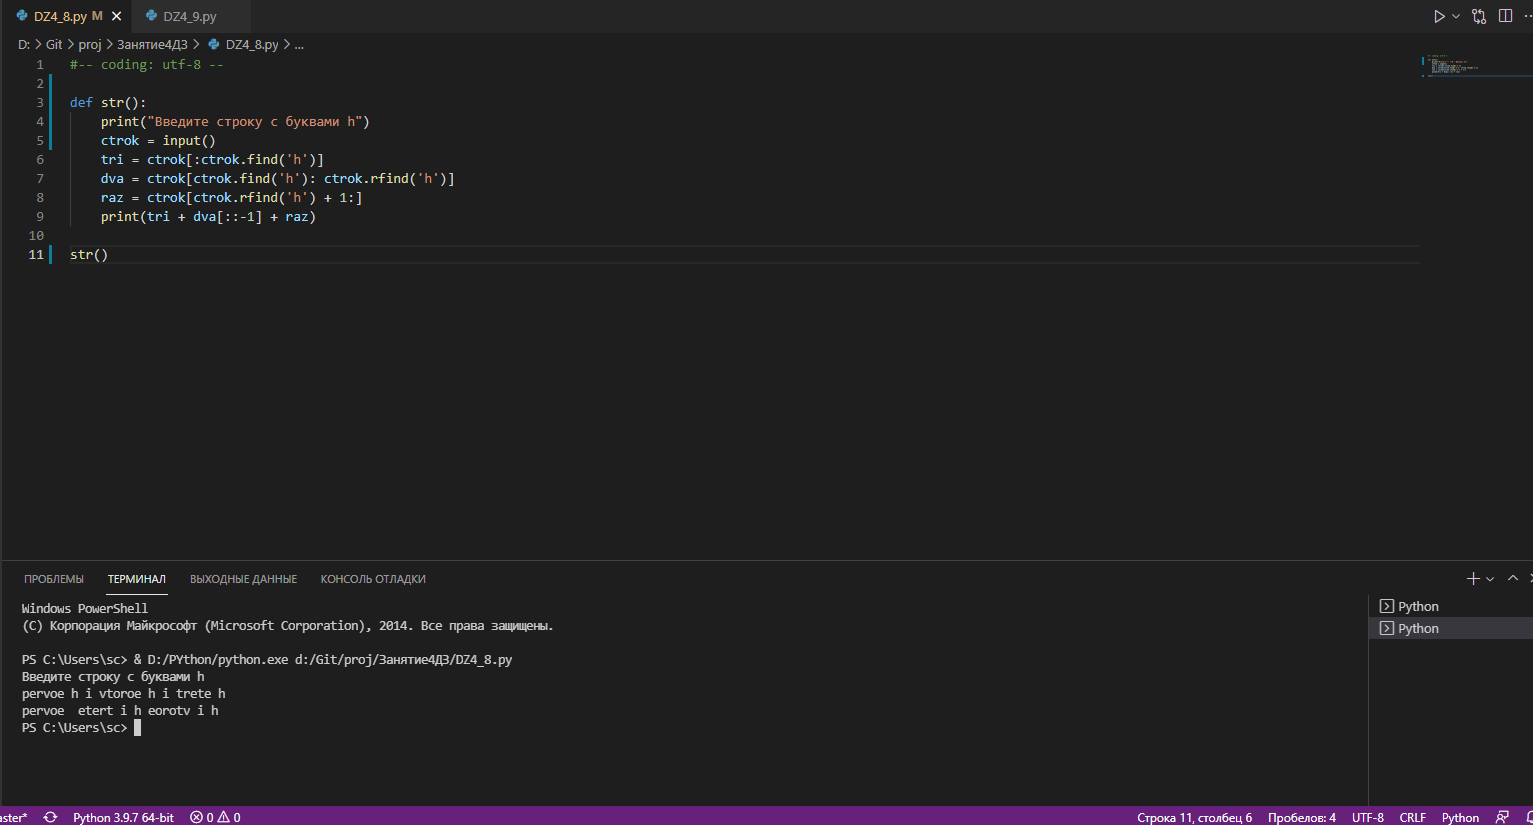 DZ4_8.py M DZ4_9.py
D: > Git > proj > Занятие4ДЗ > DZ4_8.py > ...
1 #-- coding: utf-8 --
2
3 def str():
4     print("Введите строку с буквами h")
5     ctrok = input()
6     tri = ctrok[:ctrok.find('h')]
7     dva = ctrok[ctrok.find('h'): ctrok.rfind('h')]
8     raz = ctrok[ctrok.rfind('h') + 1:]
9     print(tri + dva[::-1] + raz)
10
11 str()
ПРОБЛЕМЫ ТЕРМИНАЛ ВЫХОДНЫЕ ДАННЫЕ КОНСОЛЬ ОТЛАДКИ
Windows PowerShell
(C) Корпорация Майкрософт (Microsoft Corporation), 2014. Все права защищены.
PS C:\Users\sc> & D:/PYthon/python.exe d:/Git/proj/Занятие4ДЗ/DZ4_8.py
Введите строку с буквами h
pervoe h i vtoroe h i trete h
pervoe  etert i h eorotv i h
PS C:\Users\sc>
Python
Python
aster* Python 3.9.7 64-bit 0 0 Строка 11, столбец 6 Пробелов: 4 UTF-8 CRLF Python